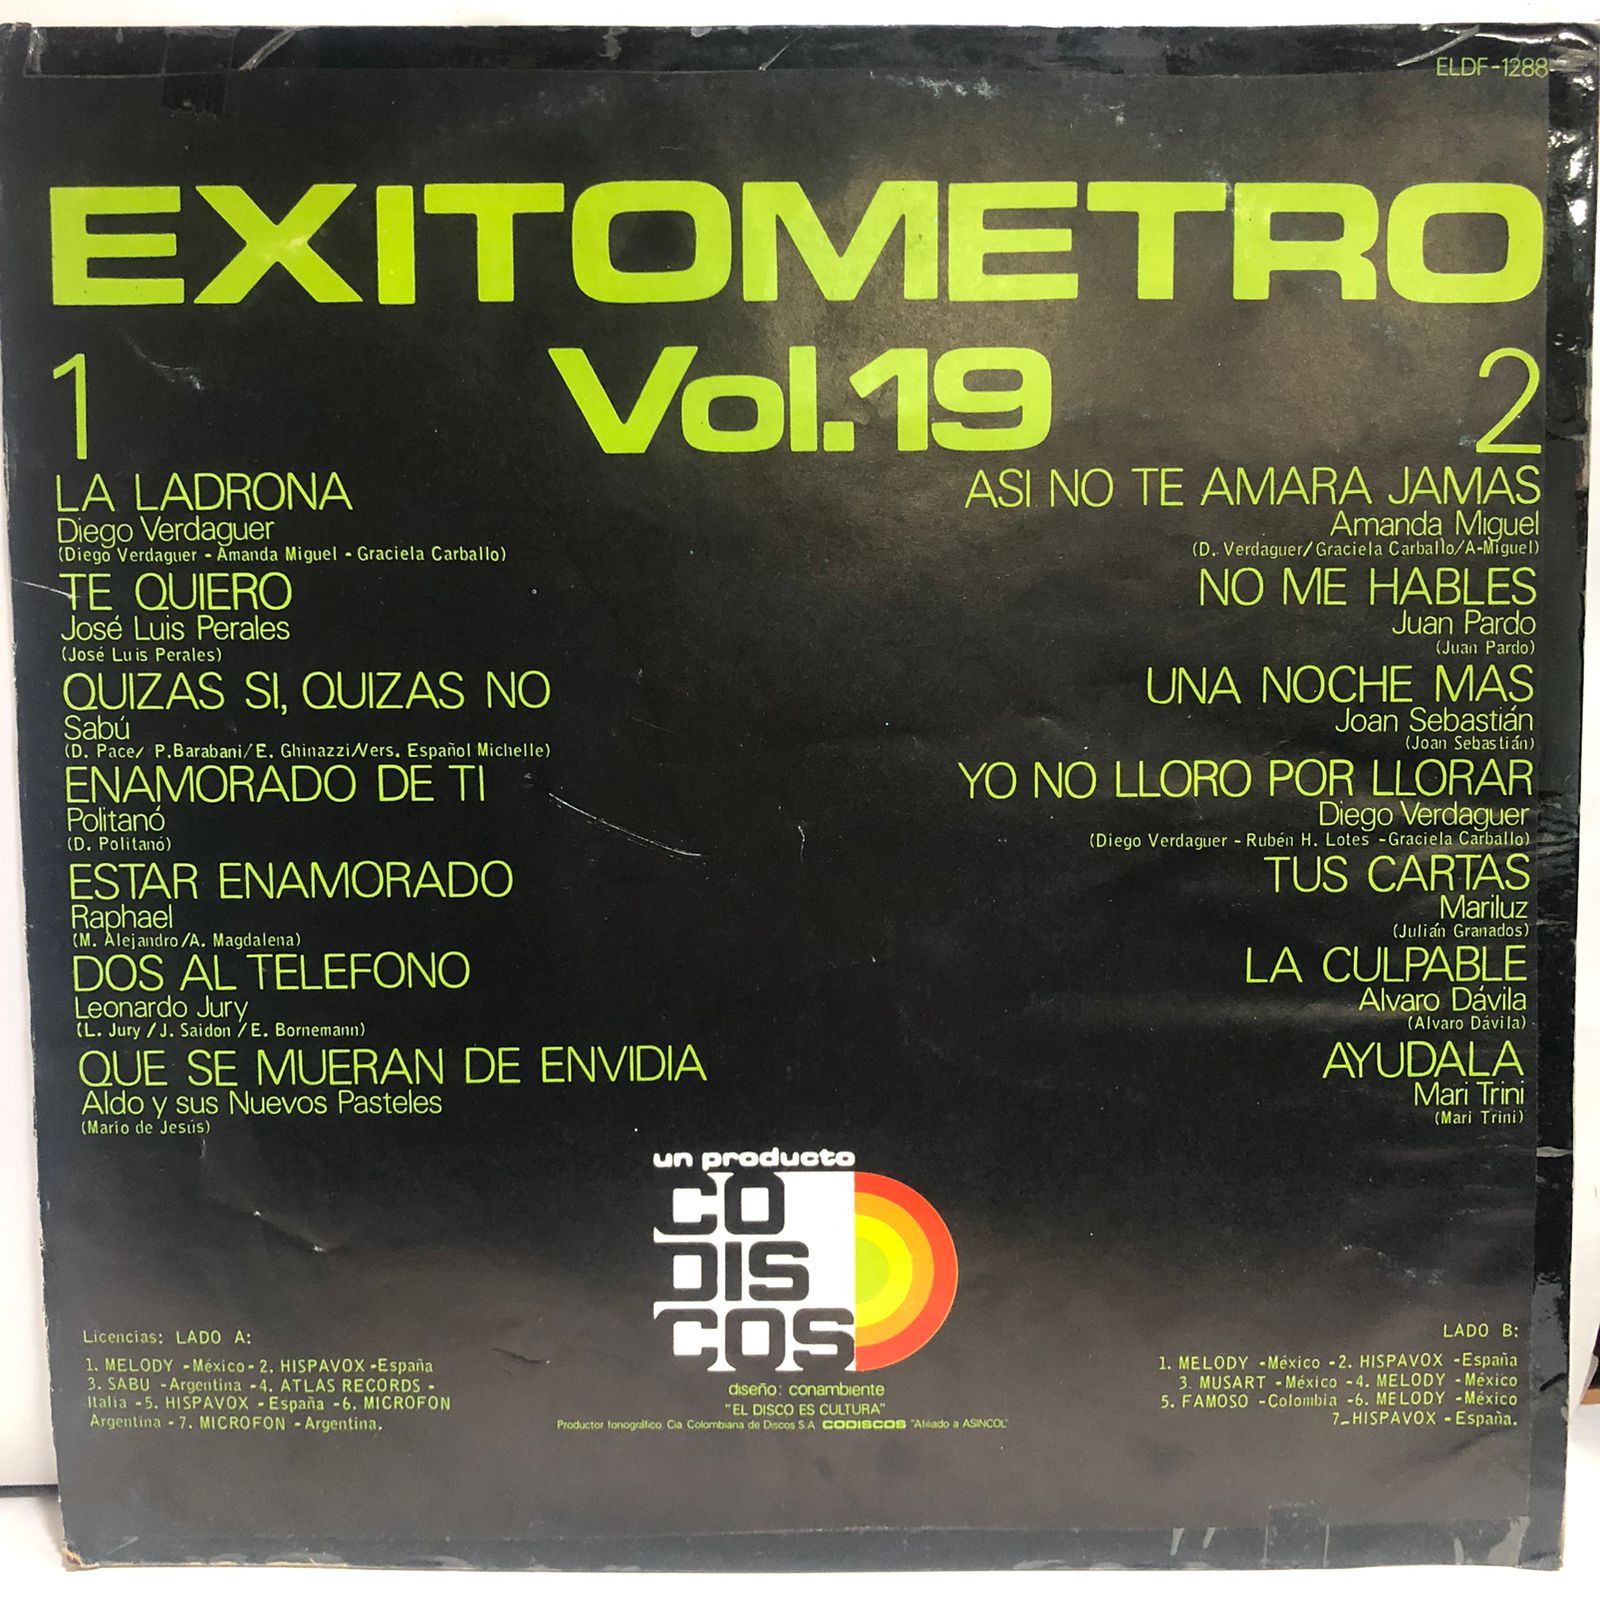 ELDF-1288
EXITOMETRO
Vol.19
1
LA LADRONA
Diego Verdaguer
(Diego Verdaguer - Amanda Miguel - Graciela Carballo)
TE QUIERO
José Luis Perales
(José Luis Perales)
QUIZAS SI, QUIZAS NO
Sabú
(D. Pace/ P.Barabani/E. Ghinazzi/Vers. Español Michelle)
ENAMORADO DE TI
Politanó
(D. Politanó)
ESTAR ENAMORADO
Raphael
(M. Alejandro/A. Magdalena)
DOS AL TELEFONO
Leonardo Jury
(L. Jury /J. Saidon /E. Bornemann)
QUE SE MUERAN DE ENVIDIA
Aldo y sus Nuevos Pasteles
(Mario de Jesús)
2
ASI NO TE AMARA JAMAS
Amanda Miguel
(D. Verdaguer/Graciela Carballo/A-Miguel)
NO ME HABLES
Juan Pardo
(Juan Pardo)
UNA NOCHE MAS
Joan Sebastián
(Joan Sebastián)
YO NO LLORO POR LLORAR
Diego Verdaguer
(Diego Verdaguer - Rubén H. Lotes -Graciela Carballo)
TUS CARTAS
Mariluz
(Julián Granados)
LA CULPABLE
Alvaro Dávila
(Alvaro Dávila)
AYUDALA
Mari Trini
(Mari Trini)
un producto
CO
DIS
COS
diseño: conambiente
"EL DISCO ES CULTURA"
Productor fonográfico Cia. Colombiana de Discos S.A. CODISCOS "Afiliado a ASINCOL"
Licencias: LADO A:
1. MELODY -México- 2. HISPAVOX -España
3. SABU -Argentina -4. ATLAS RECORDS -
Italia -5. HISPAVOX -España -6. MICROFON
Argentina -7. MICROFON -Argentina.
LADO B:
1. MELODY -México -2. HISPAVOX -España
3. MUSART -México -4. MELODY -México
5. FAMOSO -Colombia -6. MELODY -México
7_HISPAVOX -España.